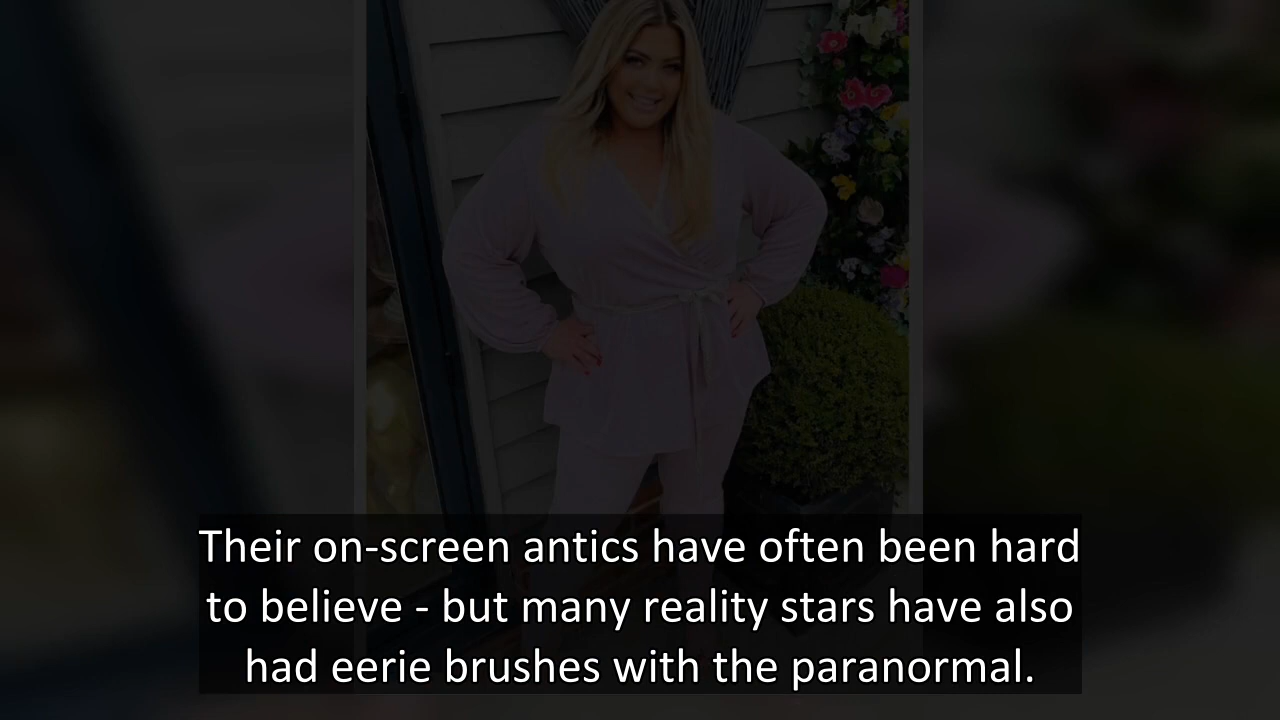 Their on-screen antics have often been hard
to believe - but many reality stars have also
had eerie brushes with the paranormal.